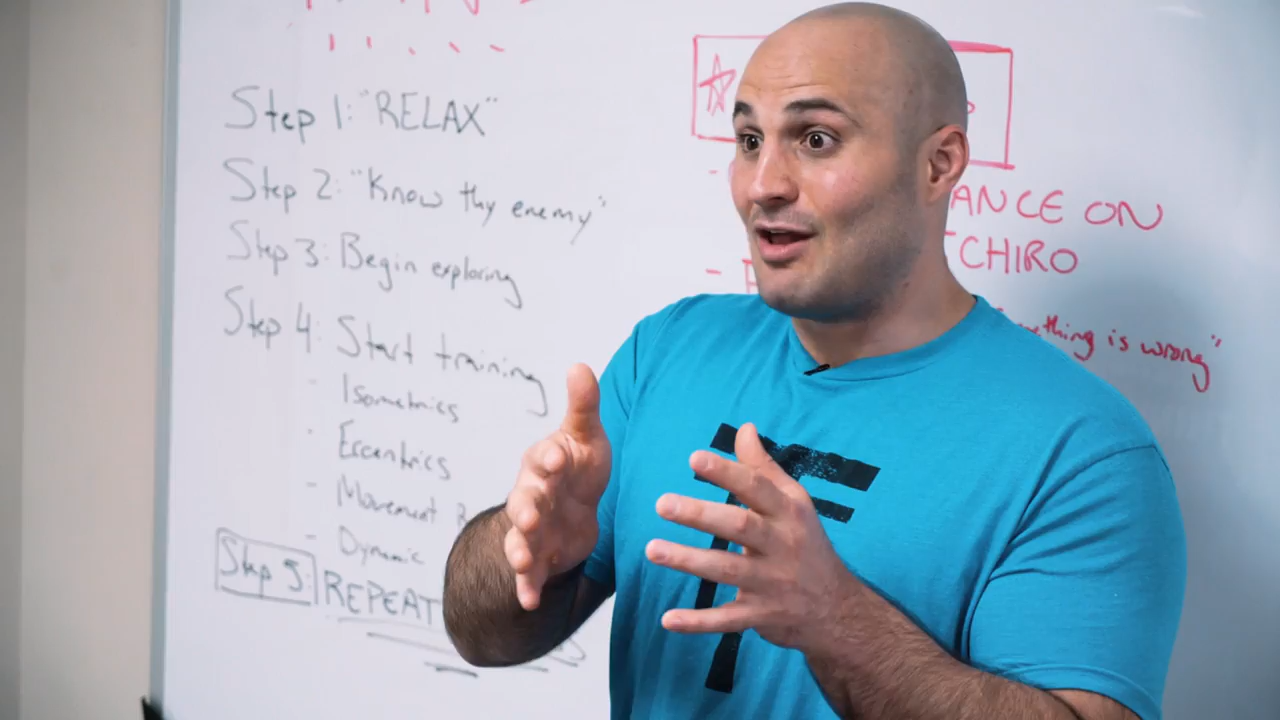 Step 1: "RELAX"
Step 2: "Know thy enemy"
Step 3: Begin exploring
Step 4: Start training
- Isometrics
- Eccentrics
- Movement
- Dynamic
Step 5: REPEAT
ANCE ON
CHIRO
thing is wrong"